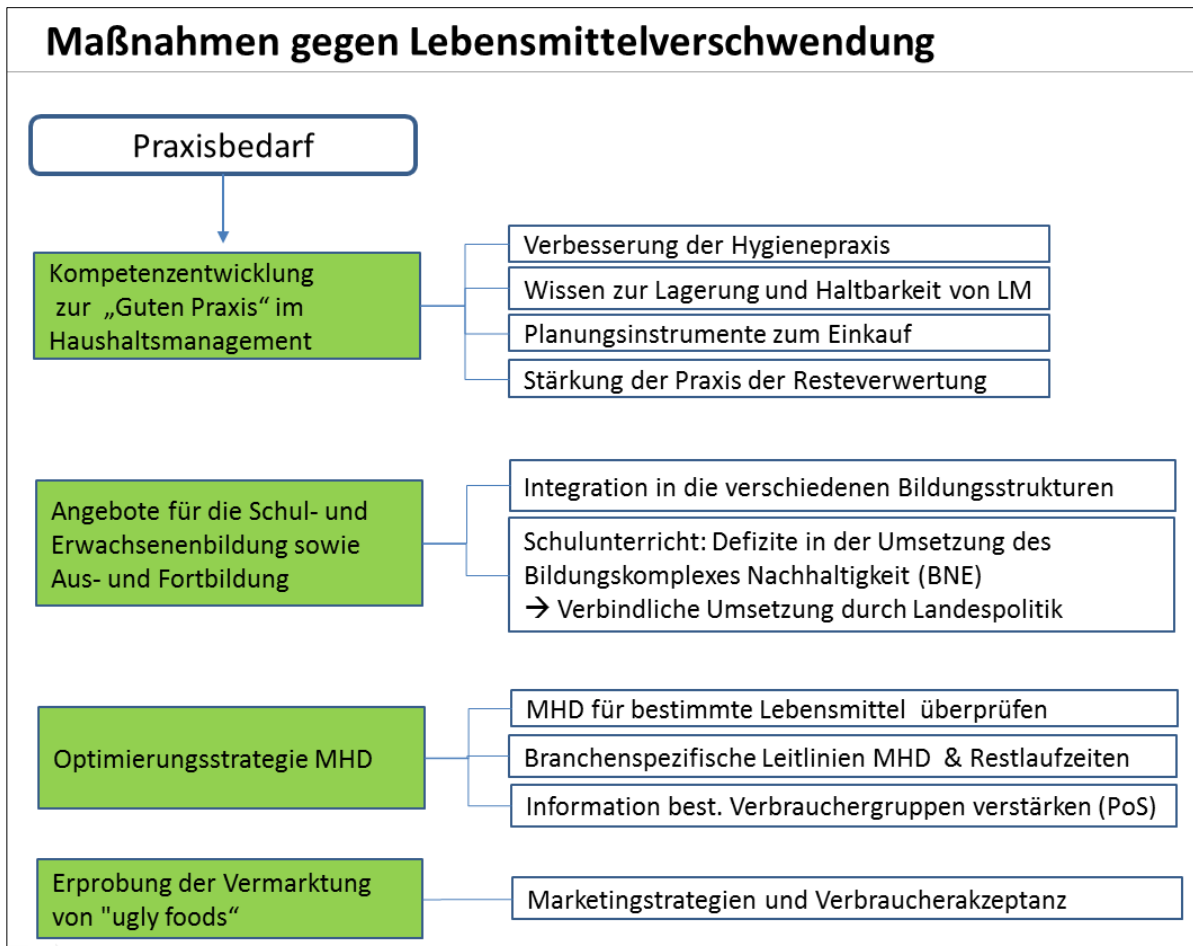 Maßnahmen gegen Lebensmittelverschwendung
Praxisbedarf
Kompetenzentwicklung
zur „Guten Praxis“ im
Haushaltsmanagement
Verbesserung der Hygienepraxis
Wissen zur Lagerung und Haltbarkeit von LM
Planungsinstrumente zum Einkauf
Stärkung der Praxis der Resteverwertung
Angebote für die Schul- und
Erwachsenenbildung sowie
Aus- und Fortbildung
Integration in die verschiedenen Bildungsstrukturen
Schulunterricht: Defizite in der Umsetzung des
Bildungskomplexes Nachhaltigkeit (BNE)
→ Verbindliche Umsetzung durch Landespolitik
Optimierungsstrategie MHD
MHD für bestimmte Lebensmittel überprüfen
Branchenspezifische Leitlinien MHD & Restlaufzeiten
Information best. Verbrauchergruppen verstärken (PoS)
Erprobung der Vermarktung
von "ugly foods“
Marketingstrategien und Verbraucherakzeptanz